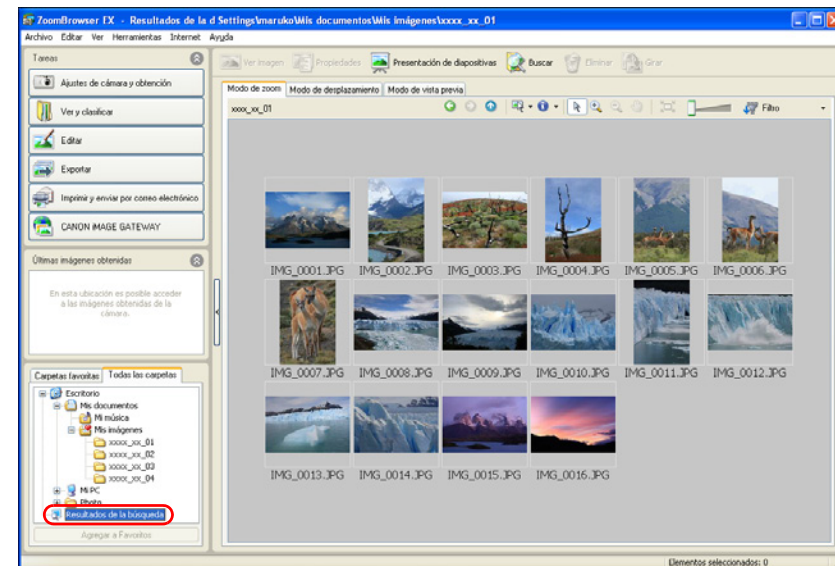 ZoomBrowser EX - Resultados de la d Settings\maruko\Mis documentos\Mis imágenes\xxxx_xx_01
Archivo Editar Ver Herramientas Internet Ayuda
Tareas
Ajustes de cámara y obtención
Ver y clasificar
Editar
Exportar
Imprimir y enviar por correo electrónico
CANON iMAGE GATEWAY
Últimas imágenes obtenidas
En esta ubicación es posible acceder
a las imágenes obtenidas de la
cámara.
Carpetas favoritas Todas las carpetas
Escritorio
Mis documentos
Mi música
Mis imágenes
xxxx_xx_01
xxxx_xx_02
xxxx_xx_03
xxxx_xx_04
Mi PC
Photo
Resultados de la búsqueda
Agregar a Favoritos
Ver imagen Propiedades Presentación de diapositivas Buscar Eliminar Girar
Modo de zoom Modo de desplazamiento Modo de vista previa
xxxx_xx_01 Filtro
IMG_0001.JPG IMG_0002.JPG IMG_0003.JPG IMG_0004.JPG IMG_0005.JPG IMG_0006.JPG
IMG_0007.JPG IMG_0008.JPG IMG_0009.JPG IMG_0010.JPG IMG_0011.JPG IMG_0012.JPG
IMG_0013.JPG IMG_0014.JPG IMG_0015.JPG IMG_0016.JPG
Elementos seleccionados: 0